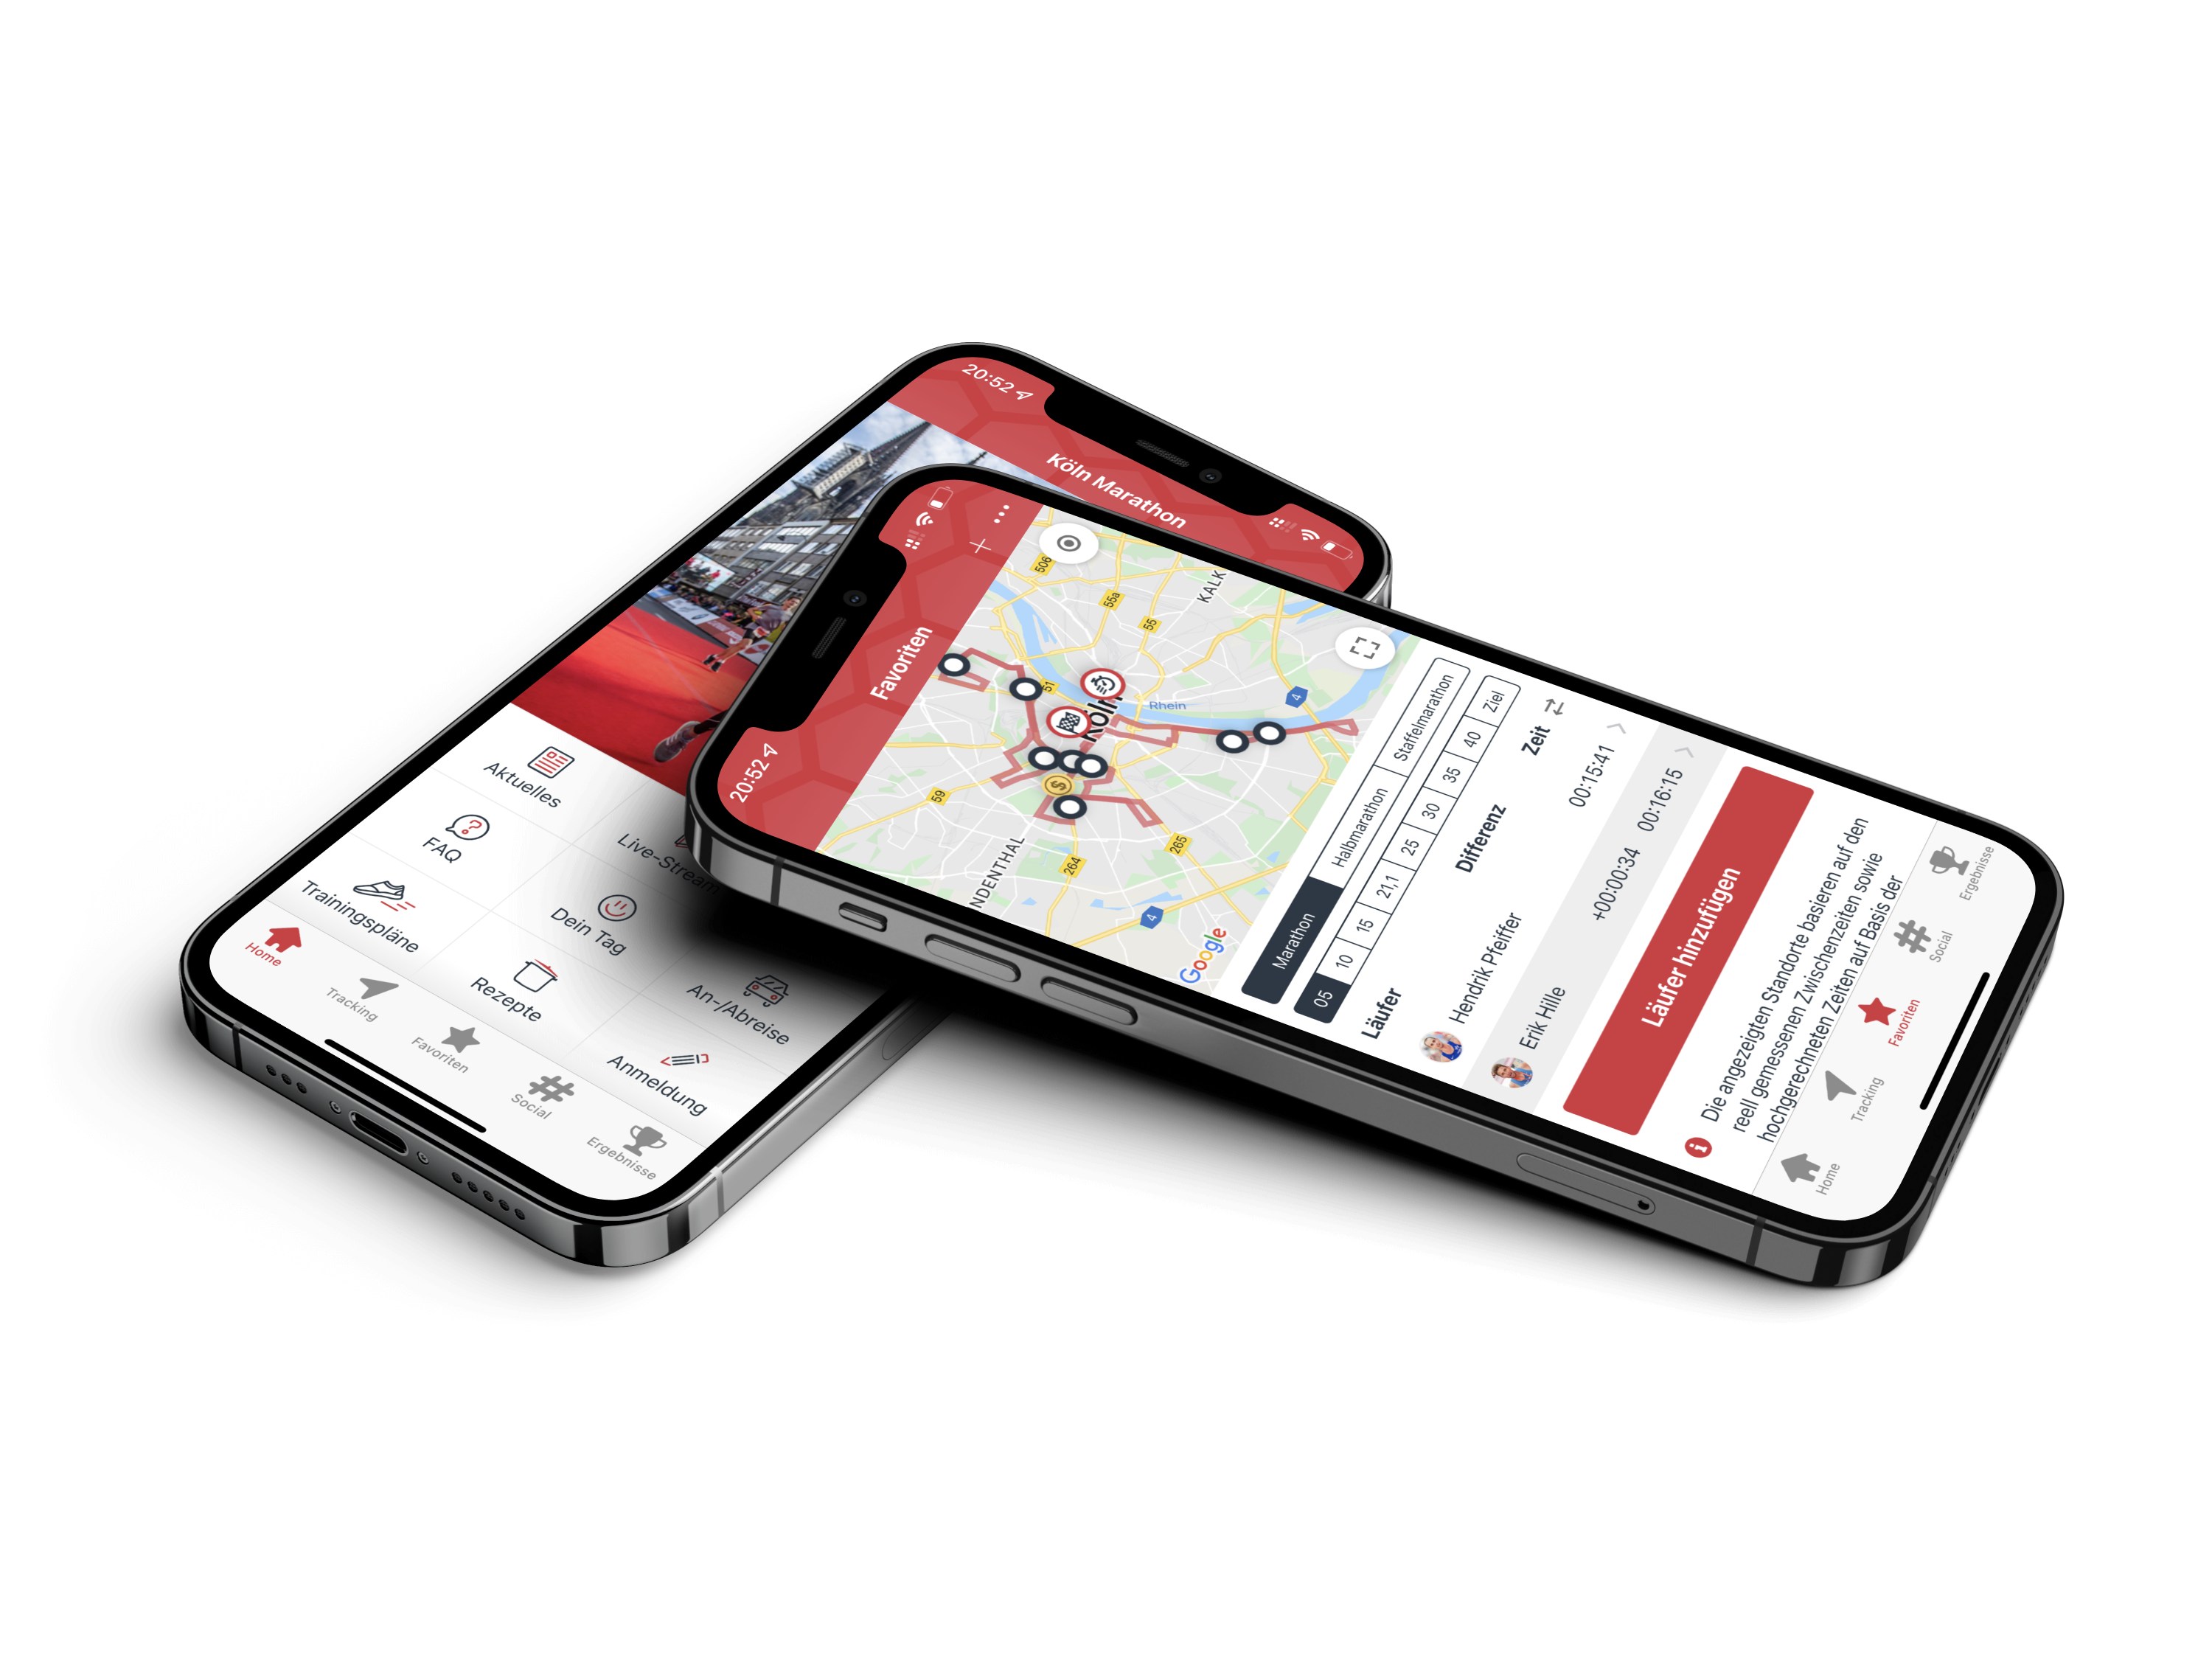 20:52
Köln Marathon
Aktuelles
Live-Stream
FAQ
Dein Tag
An-/Abreise
Trainingspläne
Rezepte
Anmeldung
Home
Tracking
Favoriten
Social
Ergebnisse
20:52
Favoriten
506
55a
55
KALK
51
Köln
Rhein
4
59
NDENTHAL
264
265
4
Google
Marathon
Halbmarathon
Staffelmarathon
05
10
15
21,1
25
30
35
40
Ziel
Läufer
Differenz
Zeit
Hendrik Pfeiffer
00:15:41
Erik Hille
+00:00:34
00:16:15
Läufer hinzufügen
Die angezeigten Standorte basieren auf den
reell gemessenen Zwischenzeiten sowie
hochgerechneten Zeiten auf Basis der
Home
Tracking
Favoriten
Social
Ergebnisse